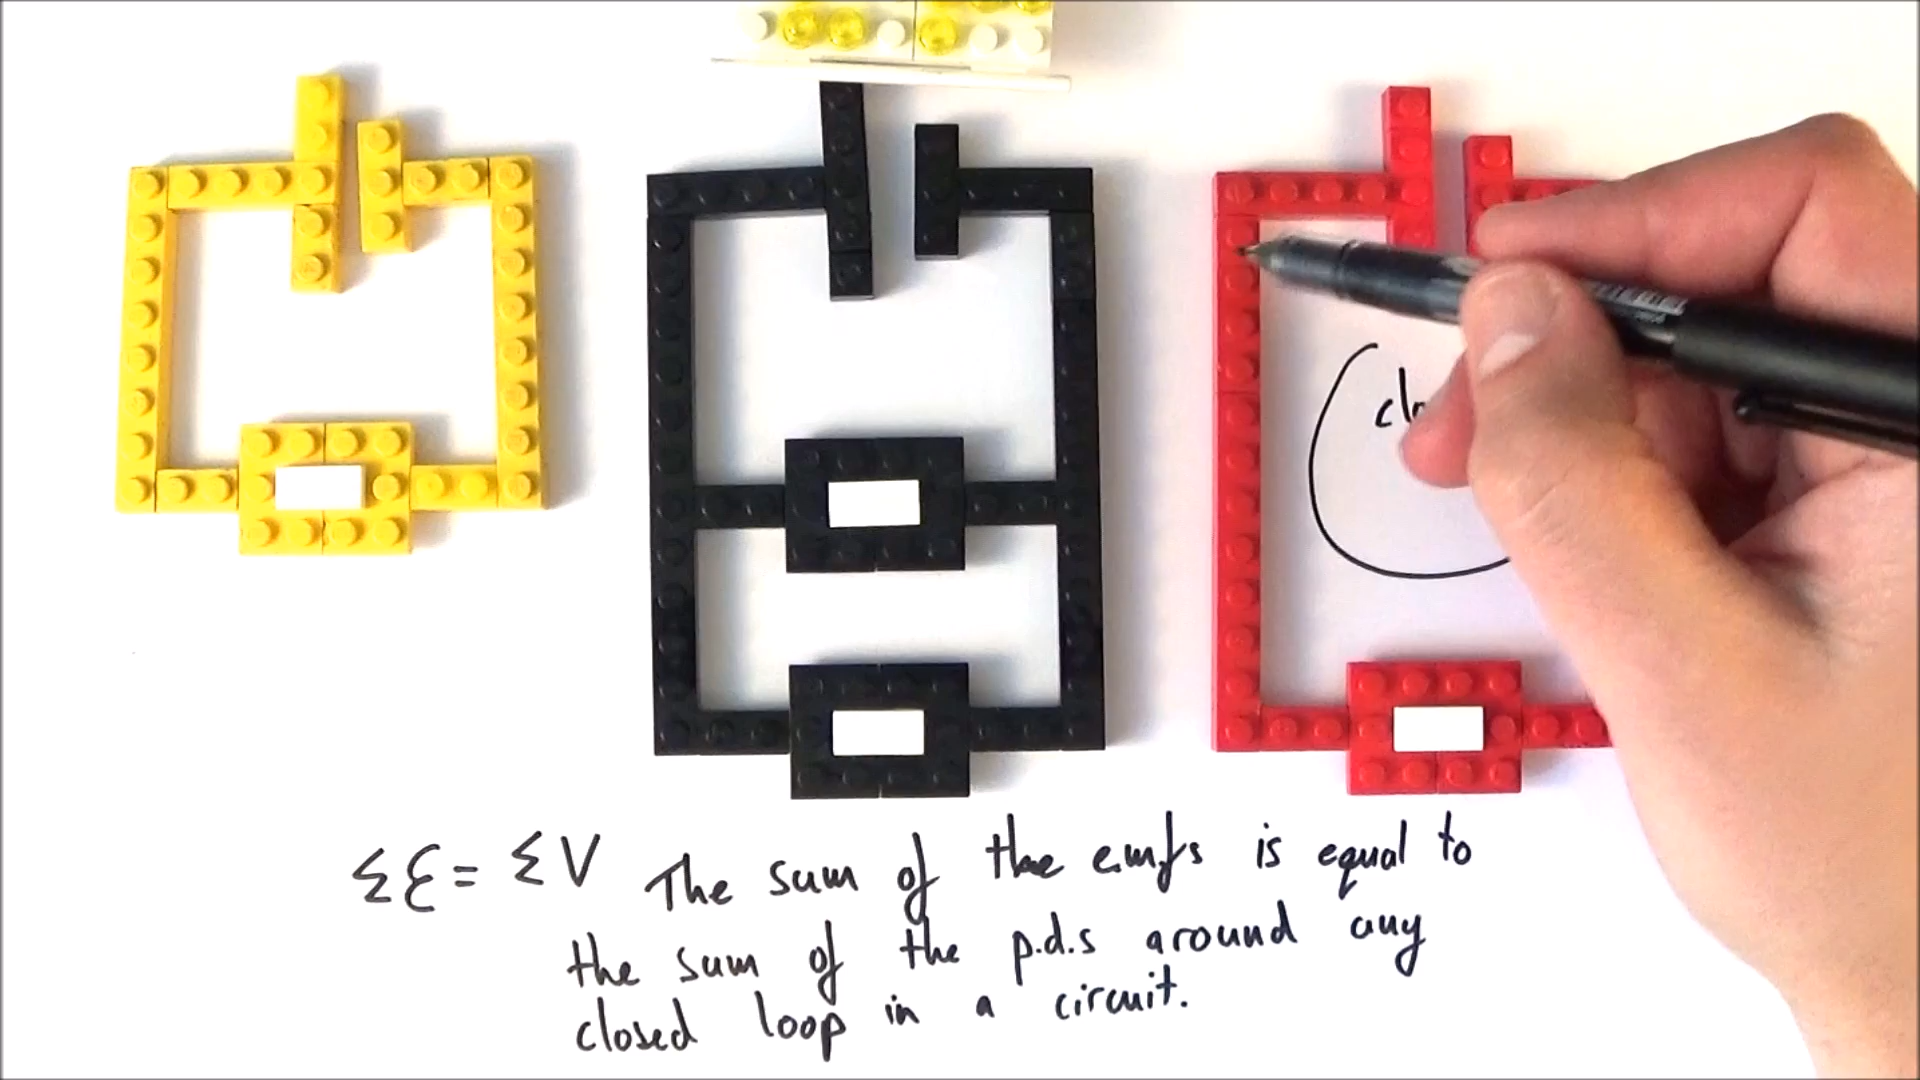 Σε = ΣV The sum of the emfs is equal to
the sum of the p.d.s around any
closed loop in a circuit.